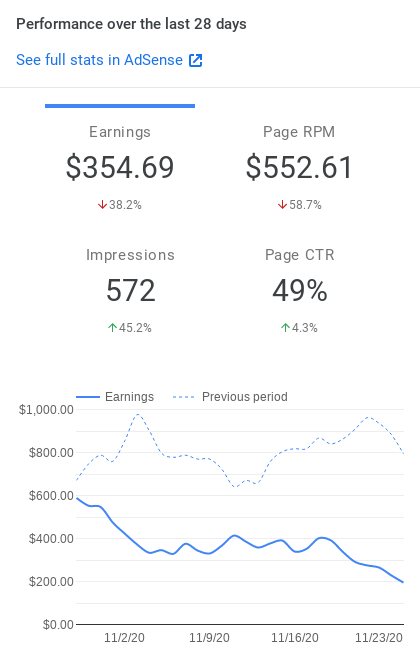 Performance over the last 28 days
See full stats in AdSense
Earnings Page RPM
$354.69 $552.61
38.2% 58.7%
Impressions Page CTR
572 49%
45.2% 4.3%
Earnings Previous period
$1,000.00
$800.00
$600.00
$400.00
$200.00
$0.00
11/2/20 11/9/20 11/16/20 11/23/20